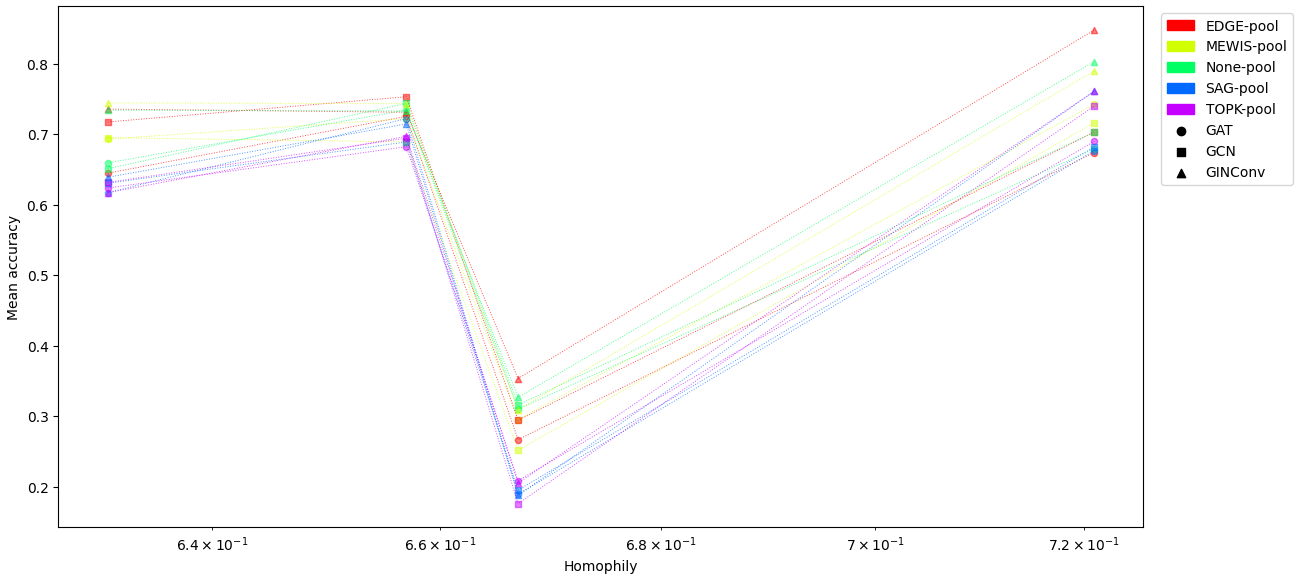 EDGE-pool
MEWIS-pool
None-pool
SAG-pool
TOPK-pool
GAT
GCN
GINConv
Mean accuracy
0.8
0.7
0.6
0.5
0.4
0.3
0.2
6.4 × 10⁻¹
6.6 × 10⁻¹
6.8 × 10⁻¹
7 × 10⁻¹
7.2 × 10⁻¹
Homophily